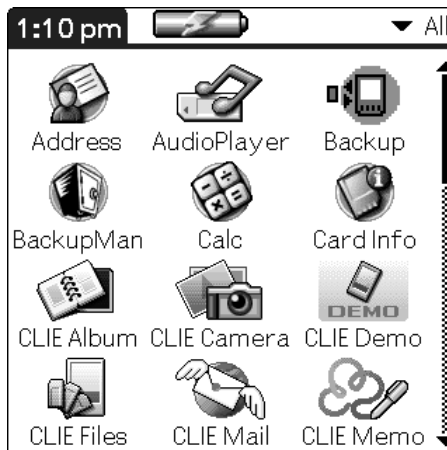 1:10 pm All
Address AudioPlayer Backup
BackupMan Calc Card Info
DEMO
CLIE Album CLIE Camera CLIE Demo
CLIE Files CLIE Mail CLIE Memo